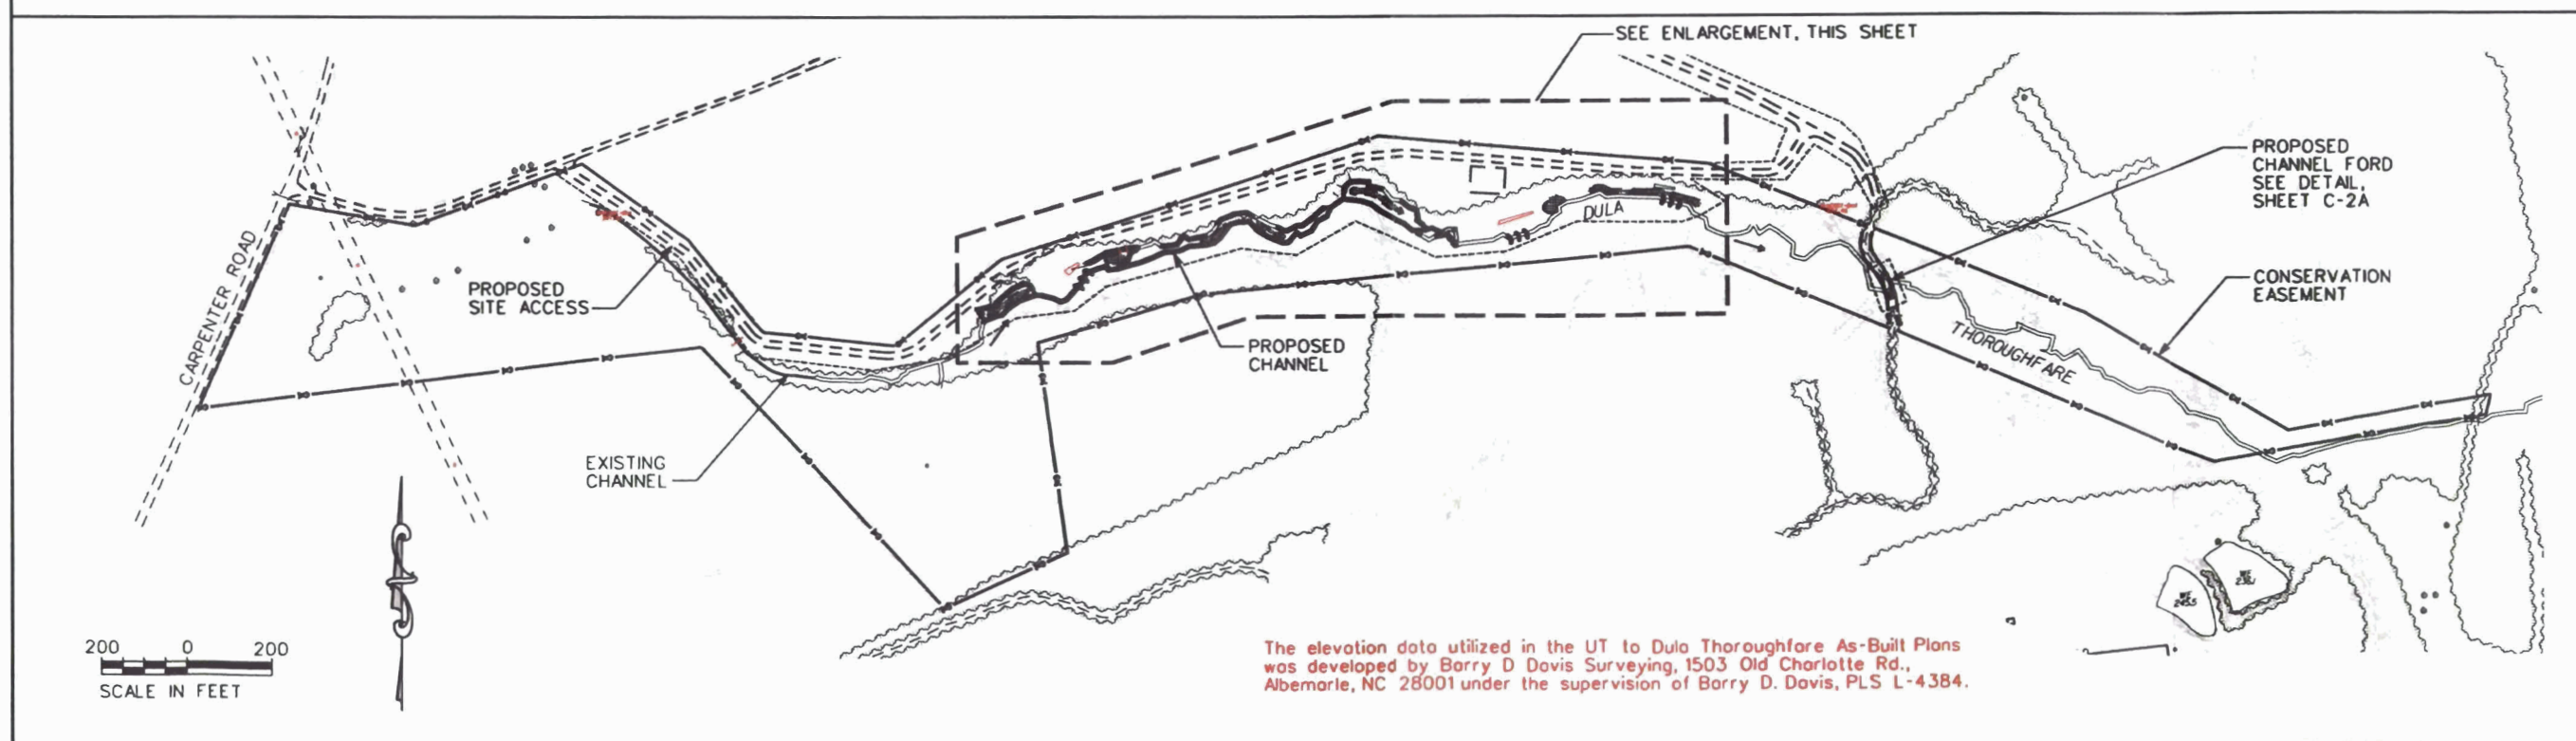 SEE ENLARGEMENT, THIS SHEET
PROPOSED
CHANNEL FORD
SEE DETAIL,
SHEET C-2A
DULA
CARPENTER ROAD
PROPOSED
SITE ACCESS
CONSERVATION
EASEMENT
THOROUGHFARE
PROPOSED
CHANNEL
EXISTING
CHANNEL
200 0 200
SCALE IN FEET
The elevation data utilized in the UT to Dula Thoroughfare As-Built Plans
was developed by Barry D Davis Surveying, 1503 Old Charlotte Rd.,
Albemarle, NC 28001 under the supervision of Barry D. Davis, PLS L-4384.